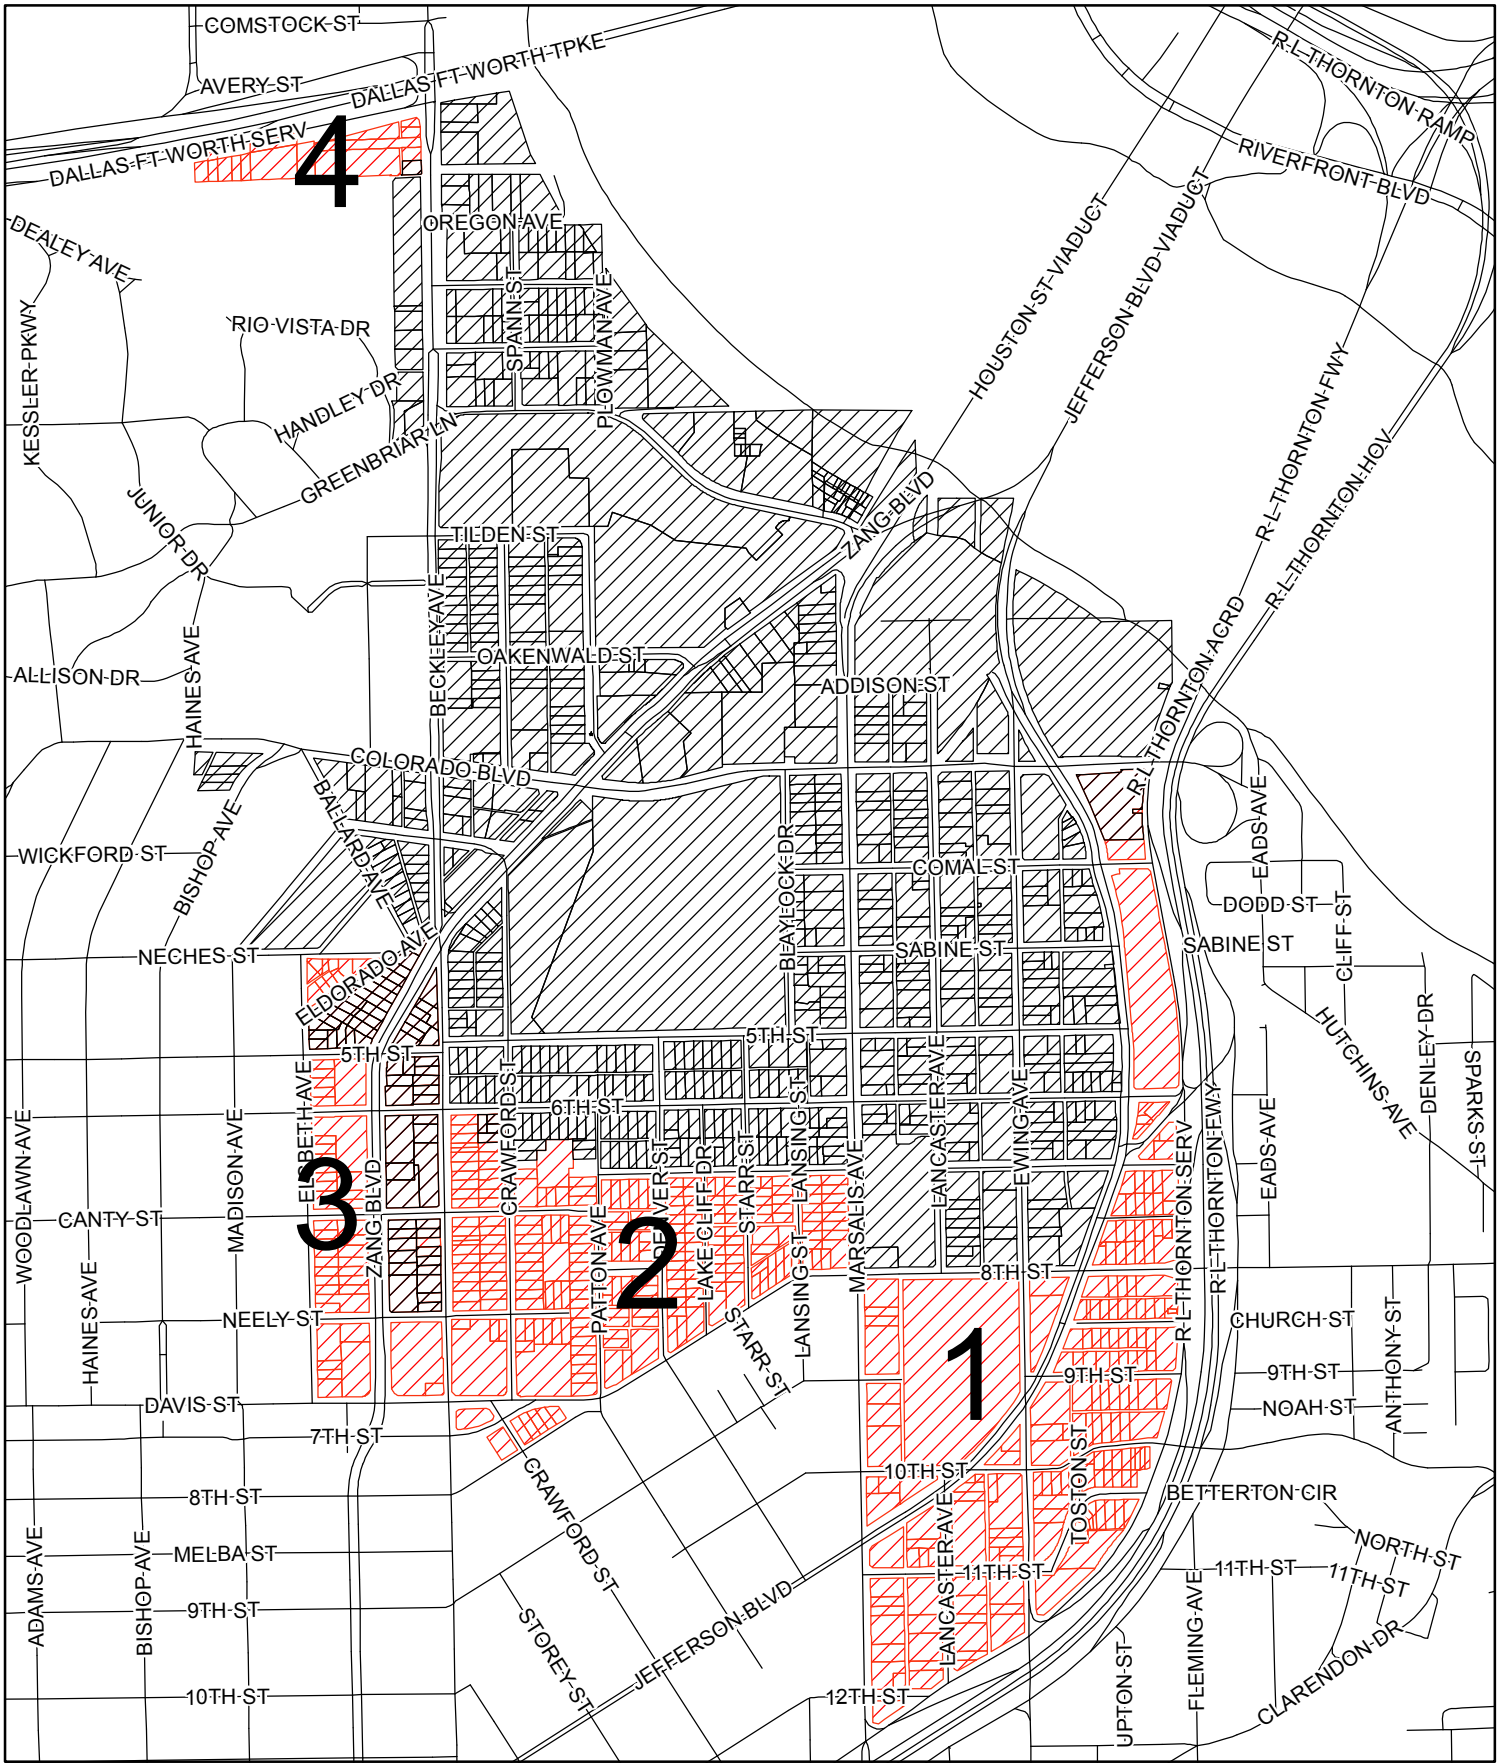 COMSTOCK ST
R L THORNTON RAMP
AVERY ST
DALLAS FT WORTH TPKE
DALLAS FT WORTH SERV
4
RIVERFRONT BLVD
DEALEY AVE
OREGON AVE
HOUSTON ST VIADUCT
JEFFERSON BLVD VIADUCT
KESSLER PKWY
RIO VISTA DR
SPANN ST
PLOWMAN AVE
HANDLEY DR
GREENBRIAR LN
R L THORNTON FWY
R L THORNTON HOV
JUNIOR DR
TILDEN ST
ZANG BLVD
BECKLEY AVE
OAKENWALD ST
ALLISON DR
HAINES AVE
ADDISON ST
R L THORNTON ACRD
COLORADO BLVD
BALLARD AVE
R L THORNTON
WICKFORD ST
BISHOP AVE
BLAYLOCK DR
COMAL ST
EADS AVE
DODD ST
CLIFF ST
NECHES ST
ELDORADO AVE
SABINE ST
SABINE ST
5TH ST
5TH ST
HUTCHINS AVE
DENLEY DR
SPARKS ST
WOODLAWN AVE
MADISON AVE
ELSBETH AVE
ZANG BLVD
CRAWFORD ST
6TH ST
LANCASTER AVE
EWING AVE
EADS AVE
3
CANTY ST
PATTON AVE
BEAVER ST
2
LAKE CLIFF DR
STARR ST
LANSING ST
LANSING ST
MARSALIS AVE
8TH ST
R L THORNTON SERV
R L THORNTON FWY
HAINES AVE
NEELY ST
STARR ST
1
CHURCH ST
ANTHONY ST
9TH ST
9TH ST
DAVIS ST
NOAH ST
7TH ST
TOSTON ST
10TH ST
8TH ST
CRAWFORD ST
LANCASTER AVE
BETTERTON CIR
ADAMS AVE
BISHOP AVE
MELBA ST
NORTH ST
11TH ST
11TH ST
11TH ST
9TH ST
STOREY ST
JEFFERSON BLVD
FLEMING AVE
UPTON ST
CLARENDON DR
10TH ST
12TH ST